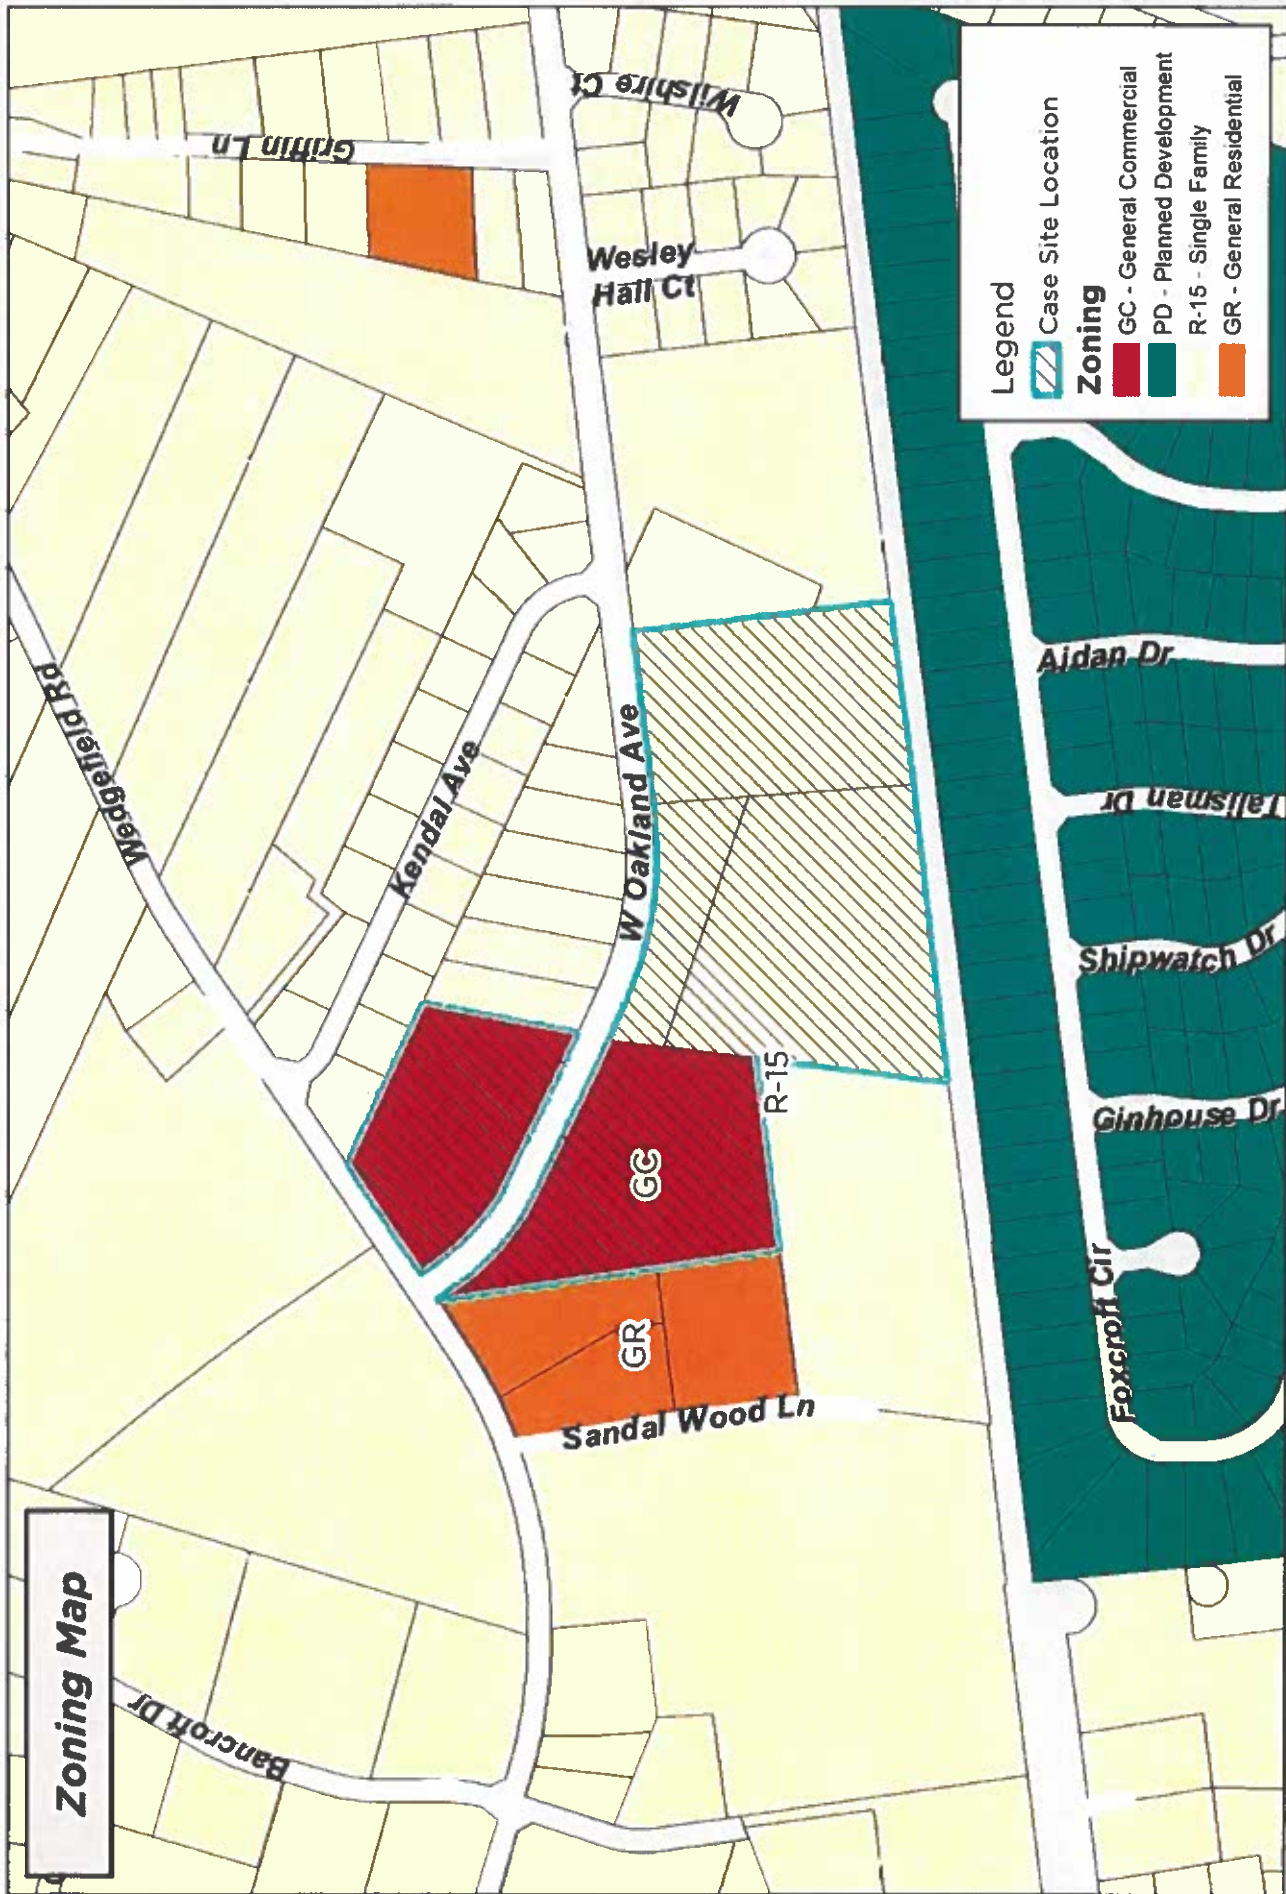 Zoning Map
Bancroft Dr
Wedgefield Rd
Kendal Ave
Griffin Ln
Wilshire Ct
Wesley
Hall Ct
W Oakland Ave
GC
R-15
GR
Sandal Wood Ln
Foxcroft Cir
Ginhouse Dr
Shipwatch Dr
Talisman Dr
Aidan Dr
Legend
Case Site Location
Zoning
GC - General Commercial
PD - Planned Development
R-15 - Single Family
GR - General Residential